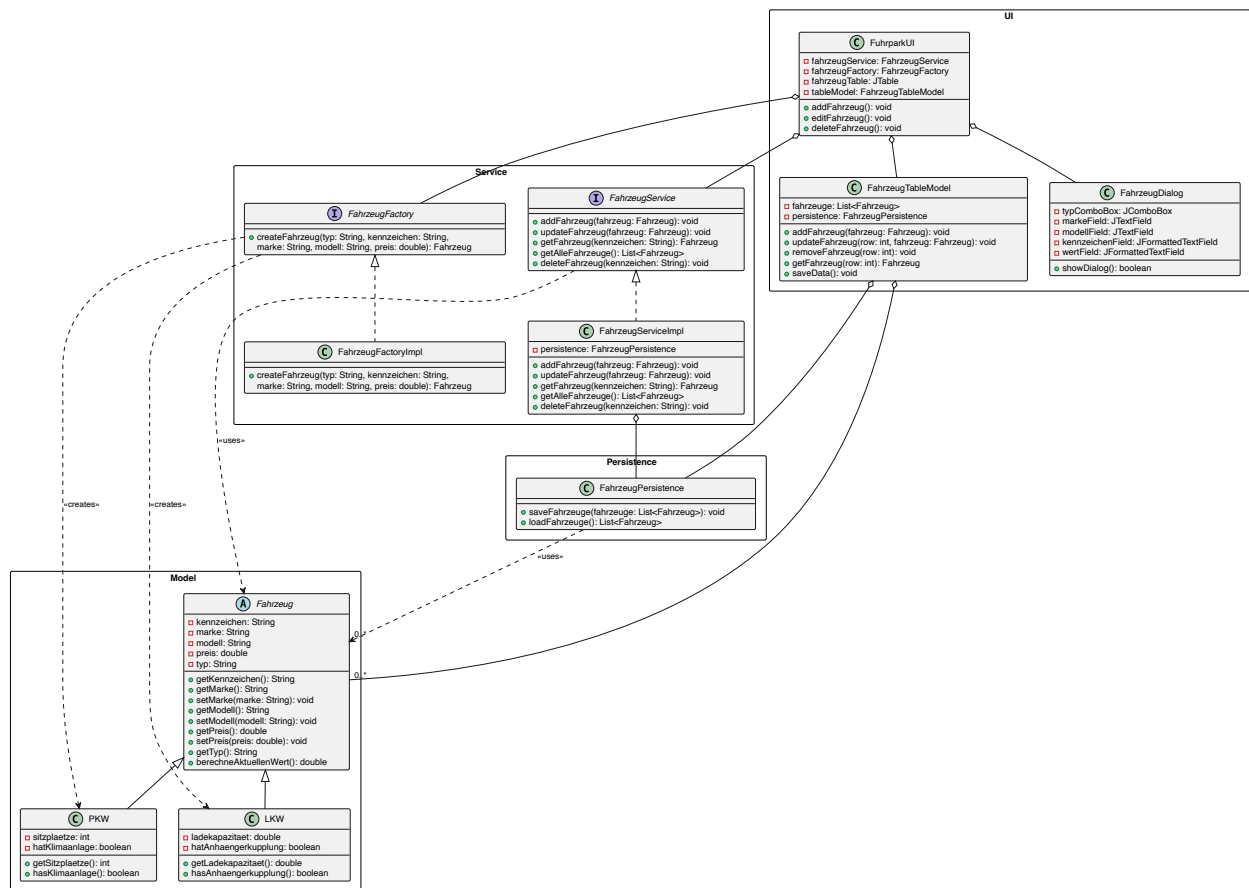 UI
C FuhrparkUI
fahrzeugService: FahrzeugService
fahrzeugFactory: FahrzeugFactory
fahrzeugTable: JTable
tableModel: FahrzeugTableModel
addFahrzeug(): void
editFahrzeug(): void
deleteFahrzeug(): void
C FahrzeugTableModel
fahrzeuge: List<Fahrzeug>
persistence: FahrzeugPersistence
addFahrzeug(fahrzeug: Fahrzeug): void
updateFahrzeug(row: int, fahrzeug: Fahrzeug): void
removeFahrzeug(row: int): void
getFahrzeug(row: int): Fahrzeug
saveData(): void
C FahrzeugDialog
typComboBox: JComboBox
markeField: JTextField
modellField: JTextField
kennzeichenField: JFormattedTextField
wertField: JFormattedTextField
showDialog(): boolean
Service
I FahrzeugFactory
createFahrzeug(typ: String, kennzeichen: String,
marke: String, modell: String, preis: double): Fahrzeug
I FahrzeugService
addFahrzeug(fahrzeug: Fahrzeug): void
updateFahrzeug(fahrzeug: Fahrzeug): void
getFahrzeug(kennzeichen: String): Fahrzeug
getAlleFahrzeuge(): List<Fahrzeug>
deleteFahrzeug(kennzeichen: String): void
C FahrzeugFactoryImpl
createFahrzeug(typ: String, kennzeichen: String,
marke: String, modell: String, preis: double): Fahrzeug
C FahrzeugServiceImpl
persistence: FahrzeugPersistence
addFahrzeug(fahrzeug: Fahrzeug): void
updateFahrzeug(fahrzeug: Fahrzeug): void
getFahrzeug(kennzeichen: String): Fahrzeug
getAlleFahrzeuge(): List<Fahrzeug>
deleteFahrzeug(kennzeichen: String): void
«uses»
Persistence
C FahrzeugPersistence
saveFahrzeuge(fahrzeuge: List<Fahrzeug>): void
loadFahrzeuge(): List<Fahrzeug>
«creates»
«creates»
«uses»
Model
A Fahrzeug
kennzeichen: String
marke: String
modell: String
preis: double
typ: String
getKennzeichen(): String
getMarke(): String
setMarke(marke: String): void
getModell(): String
setModell(modell: String): void
getPreis(): double
setPreis(preis: double): void
getTyp(): String
berechneAktuellenWert(): double
0..*
0..*
C PKW
sitzplaetze: int
hatKlimaanlage: boolean
getSitzplaetze(): int
hasKlimaanlage(): boolean
C LKW
ladekapazitaet: double
hatAnhaengerkupplung: boolean
getLadekapazitaet(): double
hasAnhaengerkupplung(): boolean